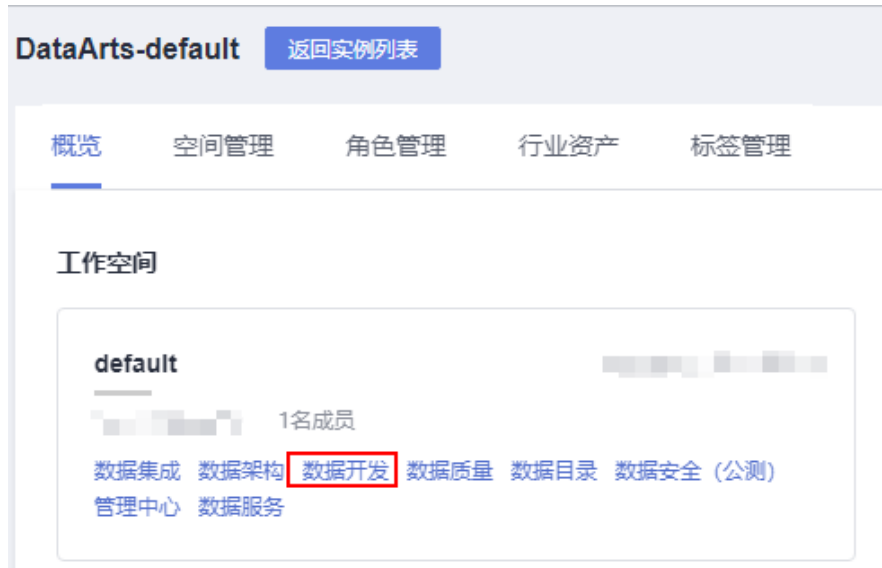 DataArts-default 返回实例列表
概览 空间管理 角色管理 行业资产 标签管理
工作空间
default
1名成员
数据集成 数据架构 数据开发 数据质量 数据目录 数据安全 (公测)
管理中心 数据服务